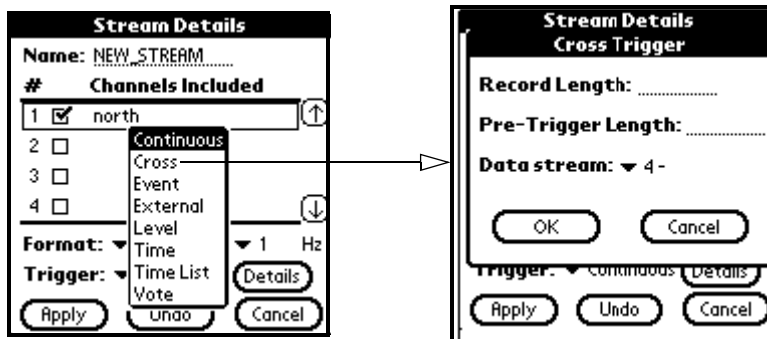 Stream Details
Name: NEW_STREAM
# Channels Included
1 north
2
3
4
Continuous
Cross
Event
External
Level
Time
Time List
Vote
Format: 1 Hz
Trigger: Details
Apply Undo Cancel
Stream Details
Cross Trigger
Record Length:
Pre-Trigger Length:
Data stream: 4-
OK Cancel
Trigger: Continuous Details
Apply Undo Cancel